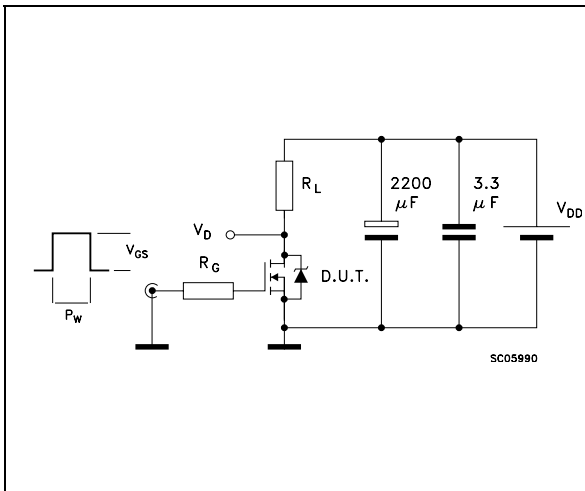 R_L
2200 μF
3.3 μF
V_DD
V_D
V_GS
R_G
D.U.T.
P_W
SC05990